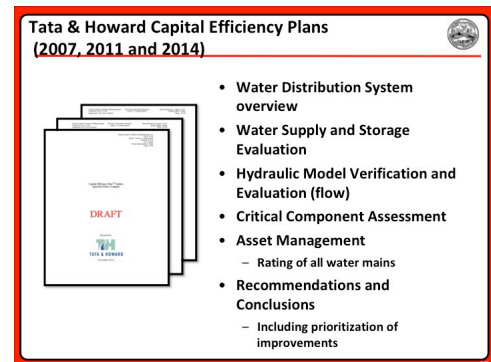 Tata & Howard Capital Efficiency Plans
(2007, 2011 and 2014)
• Water Distribution System
overview
• Water Supply and Storage
Evaluation
• Hydraulic Model Verification and
Evaluation (flow)
• Critical Component Assessment
• Asset Management
– Rating of all water mains
• Recommendations and
Conclusions
– Including prioritization of
improvements
DRAFT
TH
TATA & HOWARD